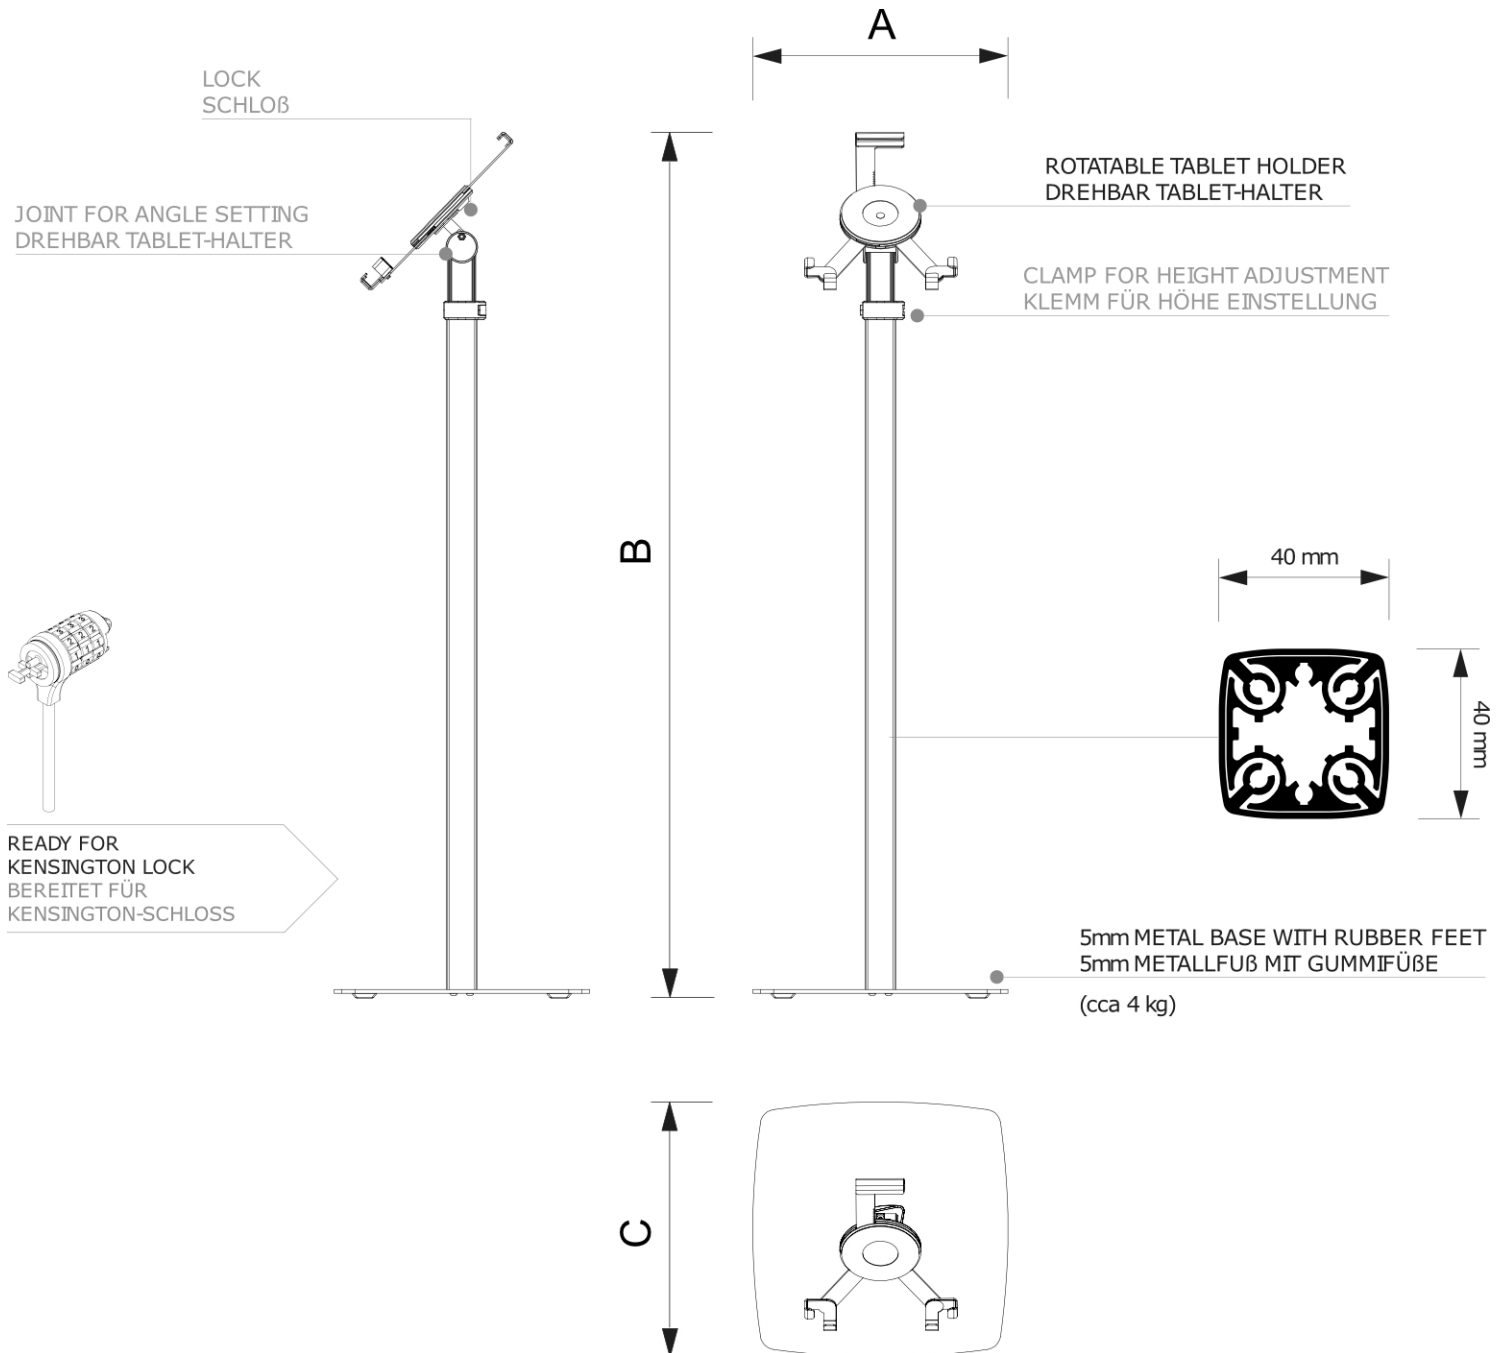 A
LOCK
SCHLOß
ROTATABLE TABLET HOLDER
DREHBAR TABLET-HALTER
JOINT FOR ANGLE SETTING
DREHBAR TABLET-HALTER
CLAMP FOR HEIGHT ADJUSTMENT
KLEMM FÜR HÖHE EINSTELLUNG
B
40 mm
40 mm
READY FOR
KENSINGTON LOCK
BEREITET FÜR
KENSINGTON-SCHLOSS
5mm METAL BASE WITH RUBBER FEET
5mm METALLFUß MIT GUMMIFÜßE
(cca 4 kg)
C